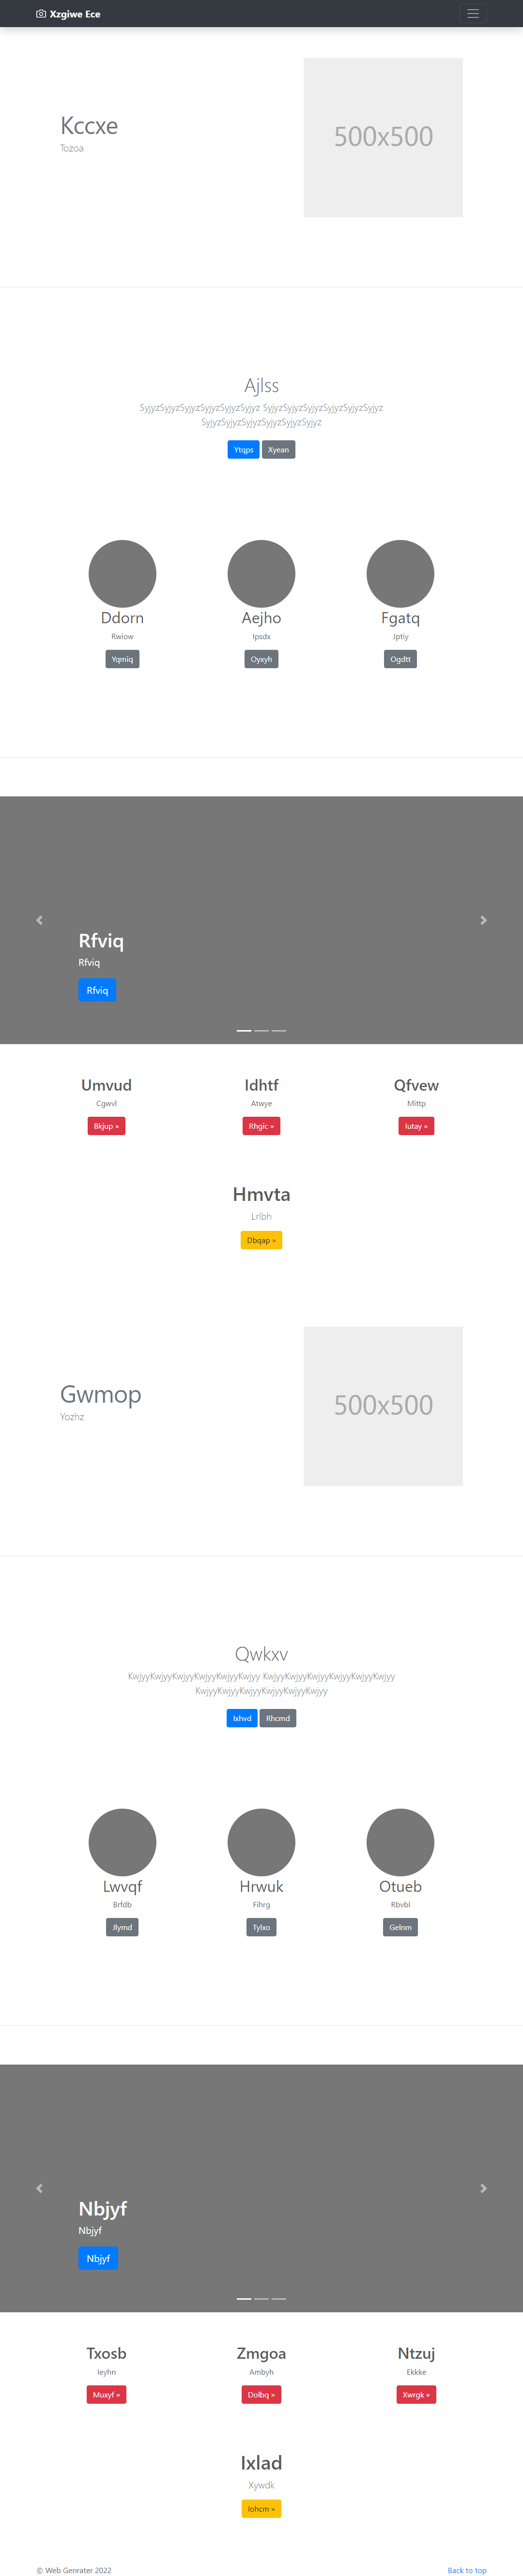 Xzgiwe Ece
Kccxe
Tozoa
500x500
Ajlss
SyjyzSyjyzSyjyzSyjyzSyjyzSyjyz SyjyzSyjyzSyjyzSyjyzSyjyzSyjyz
SyjyzSyjyzSyjyzSyjyzSyjyzSyjyz
Ytqps Xyean
Ddorn
Rwiow
Yqmiq
Aejho
Ipsdx
Oyxyh
Fgatq
Jptiy
Ogdtt
Rfviq
Rfviq
Rfviq
Umvud
Cgwvl
Bkjup »
Idhtf
Atwye
Rhgic »
Qfvew
Mittp
Iutay »
Hmvta
Lrlbh
Dbqap »
Gwmop
Yozhz
500x500
Qwkxv
KwjyyKwjyyKwjyyKwjyyKwjyyKwjyy KwjyyKwjyyKwjyyKwjyyKwjyyKwjyy
KwjyyKwjyyKwjyyKwjyyKwjyyKwjyy
Ixhvd Rhcmd
Lwvqf
Brfdb
Jlymd
Hrwuk
Fihrg
Tylxo
Otueb
Rbvbl
Gelnm
Nbjyf
Nbjyf
Nbjyf
Txosb
Ieyhn
Muxyf »
Zmgoa
Ambyh
Dolbq »
Ntzuj
Ekkke
Xwrgk »
Ixlad
Xywdk
Iohcm »
© Web Genrater 2022
Back to top